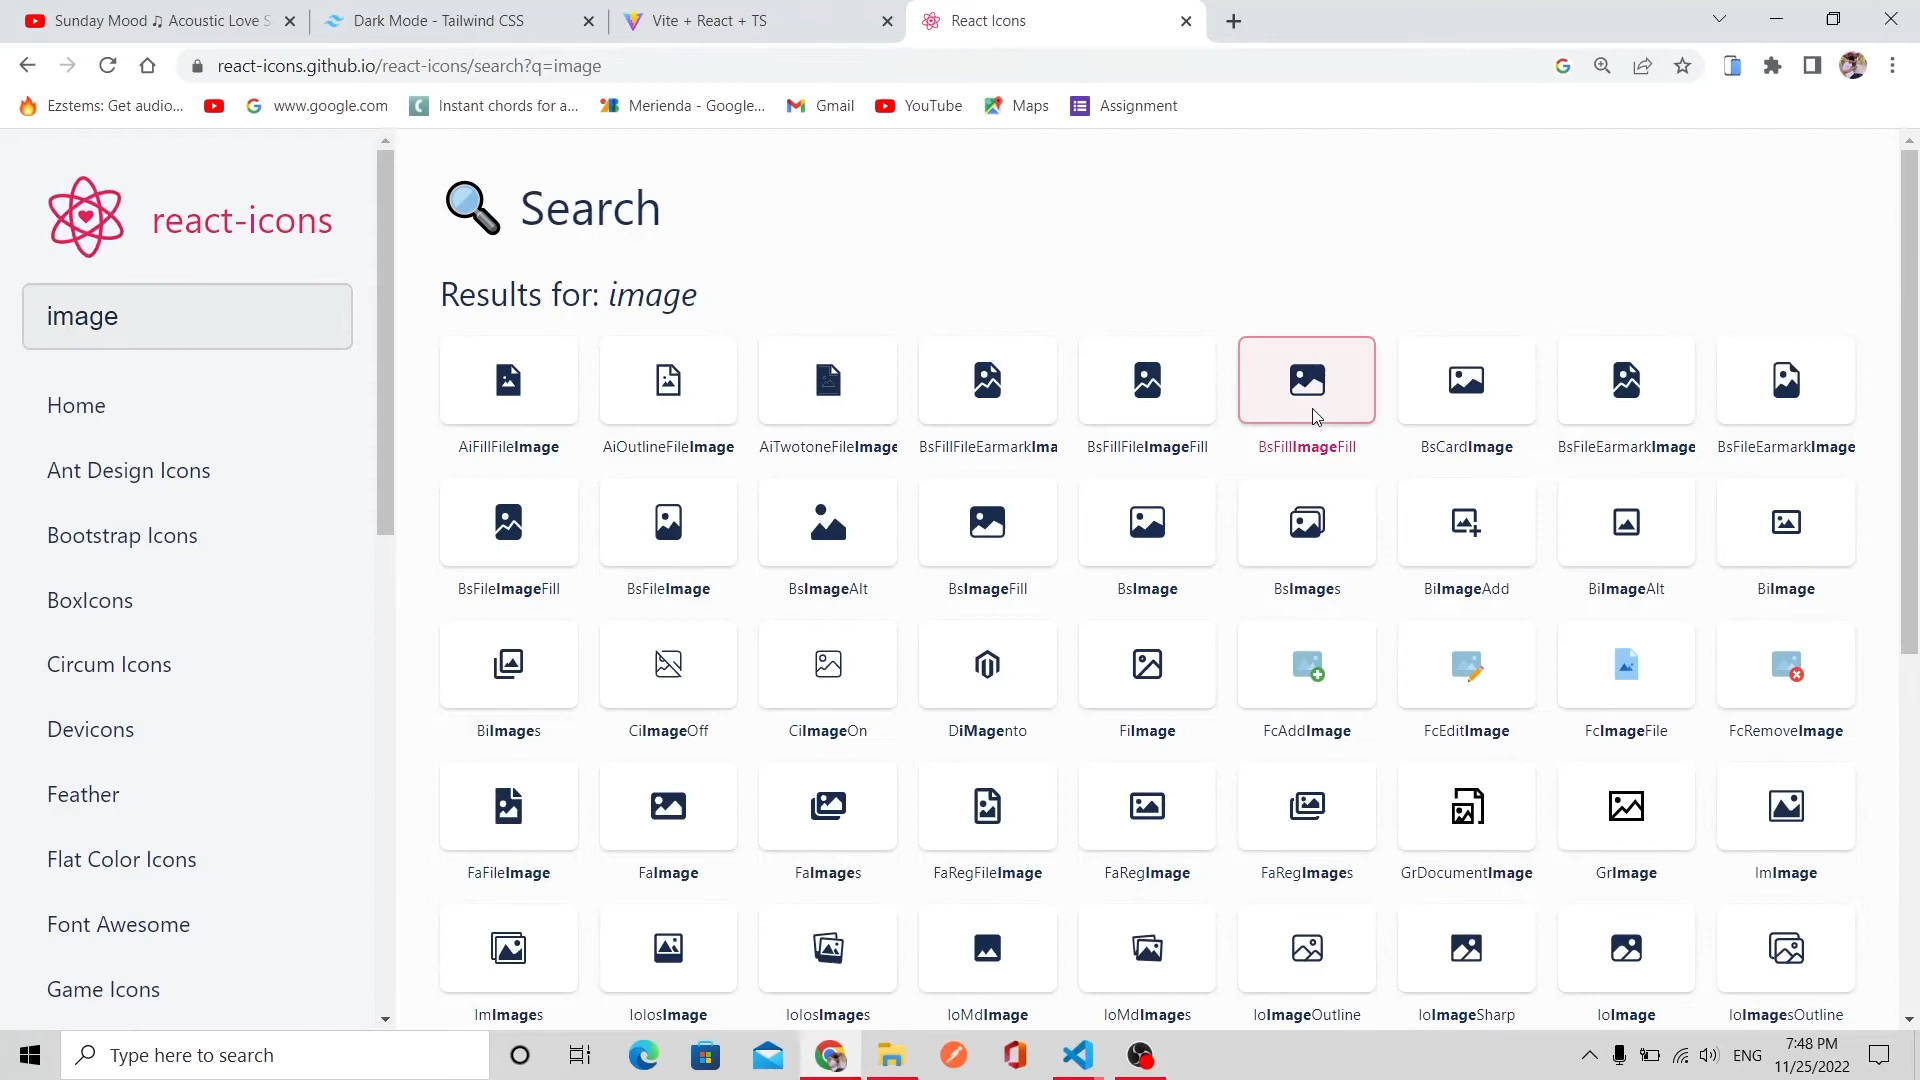 Sunday Mood ♫ Acoustic Love S
Dark Mode - Tailwind CSS
Vite + React + TS
React Icons
react-icons.github.io/react-icons/search?q=image
Ezstems: Get audio...
www.google.com
Instant chords for a...
Merienda - Google...
Gmail
YouTube
Maps
Assignment
react-icons
image
Home
Ant Design Icons
Bootstrap Icons
BoxIcons
Circum Icons
Devicons
Feather
Flat Color Icons
Font Awesome
Game Icons
Search
Results for: image
AiFillFileImage AiOutlineFileImage AiTwotoneFileImage BsFillFileEarmarkIma BsFillFileImageFill BsFillImageFill BsCardImage BsFileEarmarkImage BsFileEarmarkImage
BsFileImageFill BsFileImage BsImageAlt BsImageFill BsImage BsImages BiImageAdd BiImageAlt BiImage
BiImages CiImageOff CiImageOn DiMagento FiImage FcAddImage FcEditImage FcImageFile FcRemoveImage
FaFileImage FaImage FaImages FaRegFileImage FaRegImage FaRegImages GrDocumentImage GrImage ImImage
ImImages IoIosImage IoIosImages IoMdImage IoMdImages IoImageOutline IoImageSharp IoImage IoImagesOutline
Type here to search
ENG
7:48 PM
11/25/2022